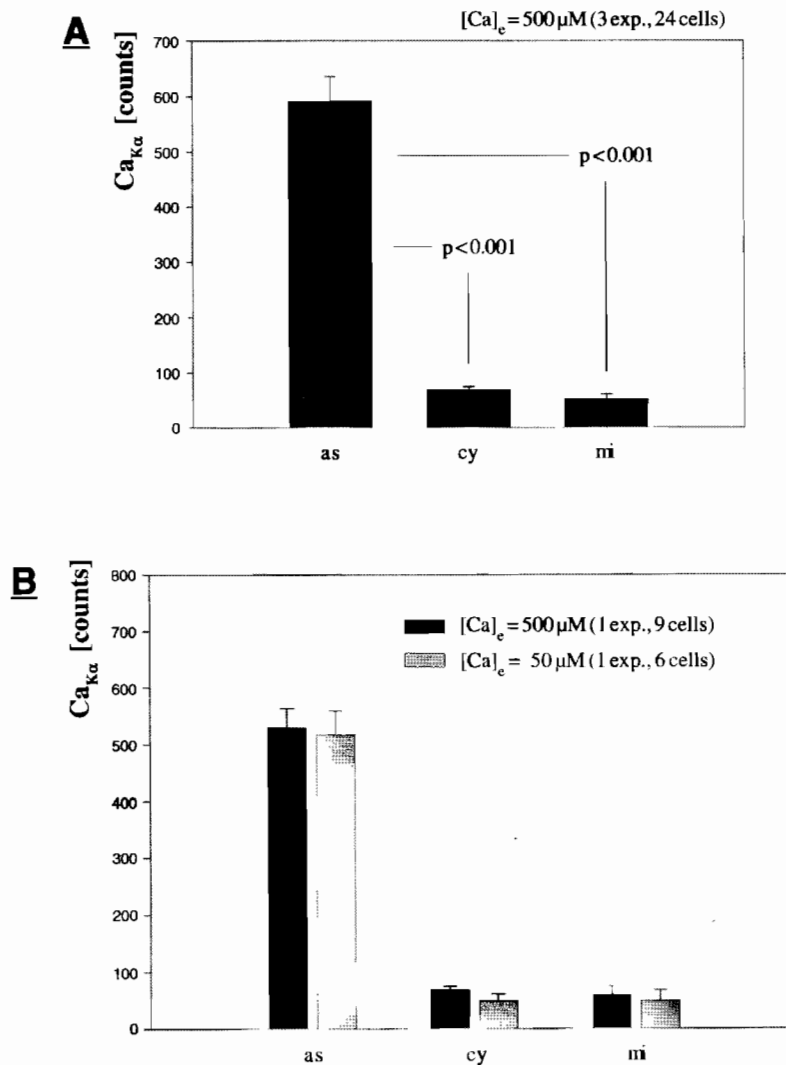 A
[Ca]e = 500 µM (3 exp., 24 cells)
CaKα [counts]
700
600
500
400
300
200
100
0
p<0.001
p<0.001
as cy mi
B
CaKα [counts]
800
700
600
500
400
300
200
100
0
[Ca]e = 500 µM (1 exp., 9 cells)
[Ca]e = 50 µM (1 exp., 6 cells)
as cy mi